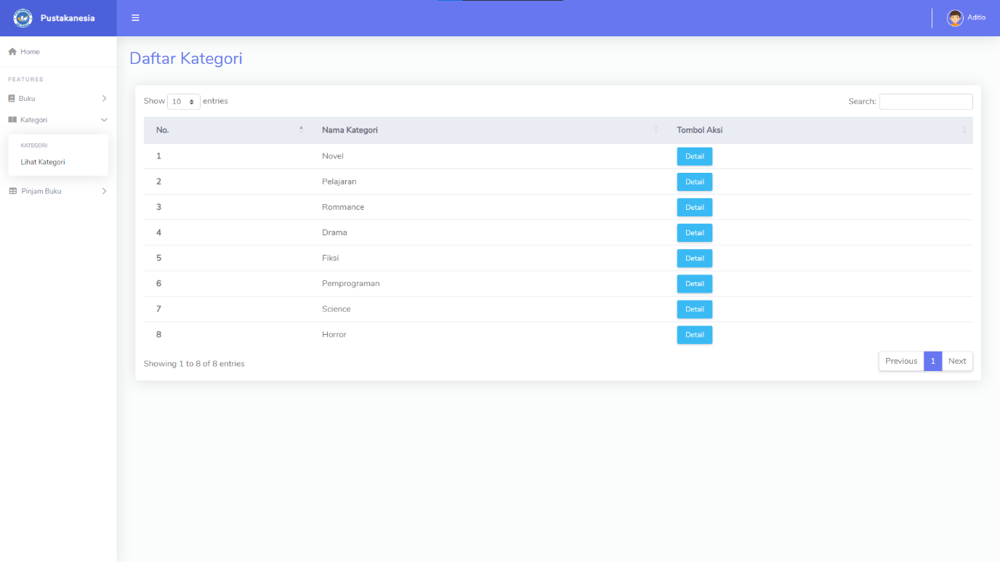 Pustakanesia
Aditio
Home
FEATURES
Buku
Kategori
KATEGORI
Lihat Kategori
Pinjam Buku
Daftar Kategori
Show 10 entries
Search:
No. Nama Kategori Tombol Aksi
1 Novel Detail
2 Pelajaran Detail
3 Rommance Detail
4 Drama Detail
5 Fiksi Detail
6 Pemprograman Detail
7 Science Detail
8 Horror Detail
Showing 1 to 8 of 8 entries
Previous 1 Next